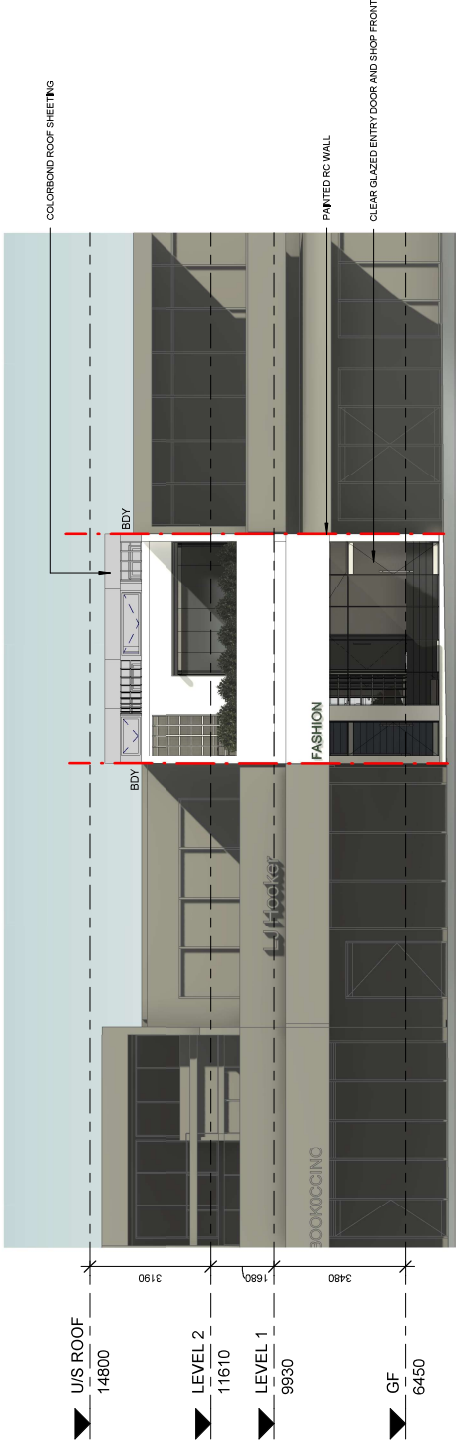 COLORBOND ROOF SHEETING
PAINTED RC WALL
CLEAR GLAZED ENTRY DOOR AND SHOP FRONT
BDY
BDY
FASHION
LJ Hooker
BOOKOCCINO
3190
1680
3480
U/S ROOF
14800
LEVEL 2
11610
LEVEL 1
9930
GF
6450